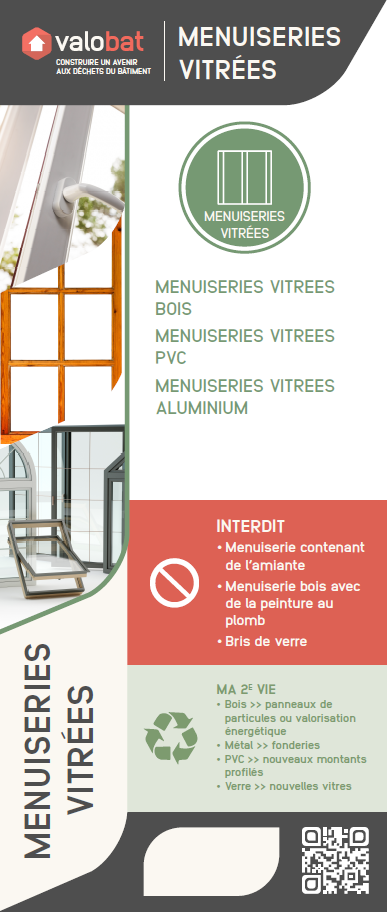 valobat
CONSTRUIRE UN AVENIR
AUX DÉCHETS DU BÂTIMENT
MENUISERIES
VITRÉES
MENUISERIES
VITRÉES
MENUISERIES VITREES
BOIS
MENUISERIES VITREES
PVC
MENUISERIES VITREES
ALUMINIUM
INTERDIT
• Menuiserie contenant
de l'amiante
• Menuiserie bois avec
de la peinture au
plomb
• Bris de verre
MA 2E VIE
• Bois >> panneaux de
particules ou valorisation
énergétique
• Métal >> fonderies
• PVC >> nouveaux montants
profilés
• Verre >> nouvelles vitres
MENUISERIES
VITRÉES